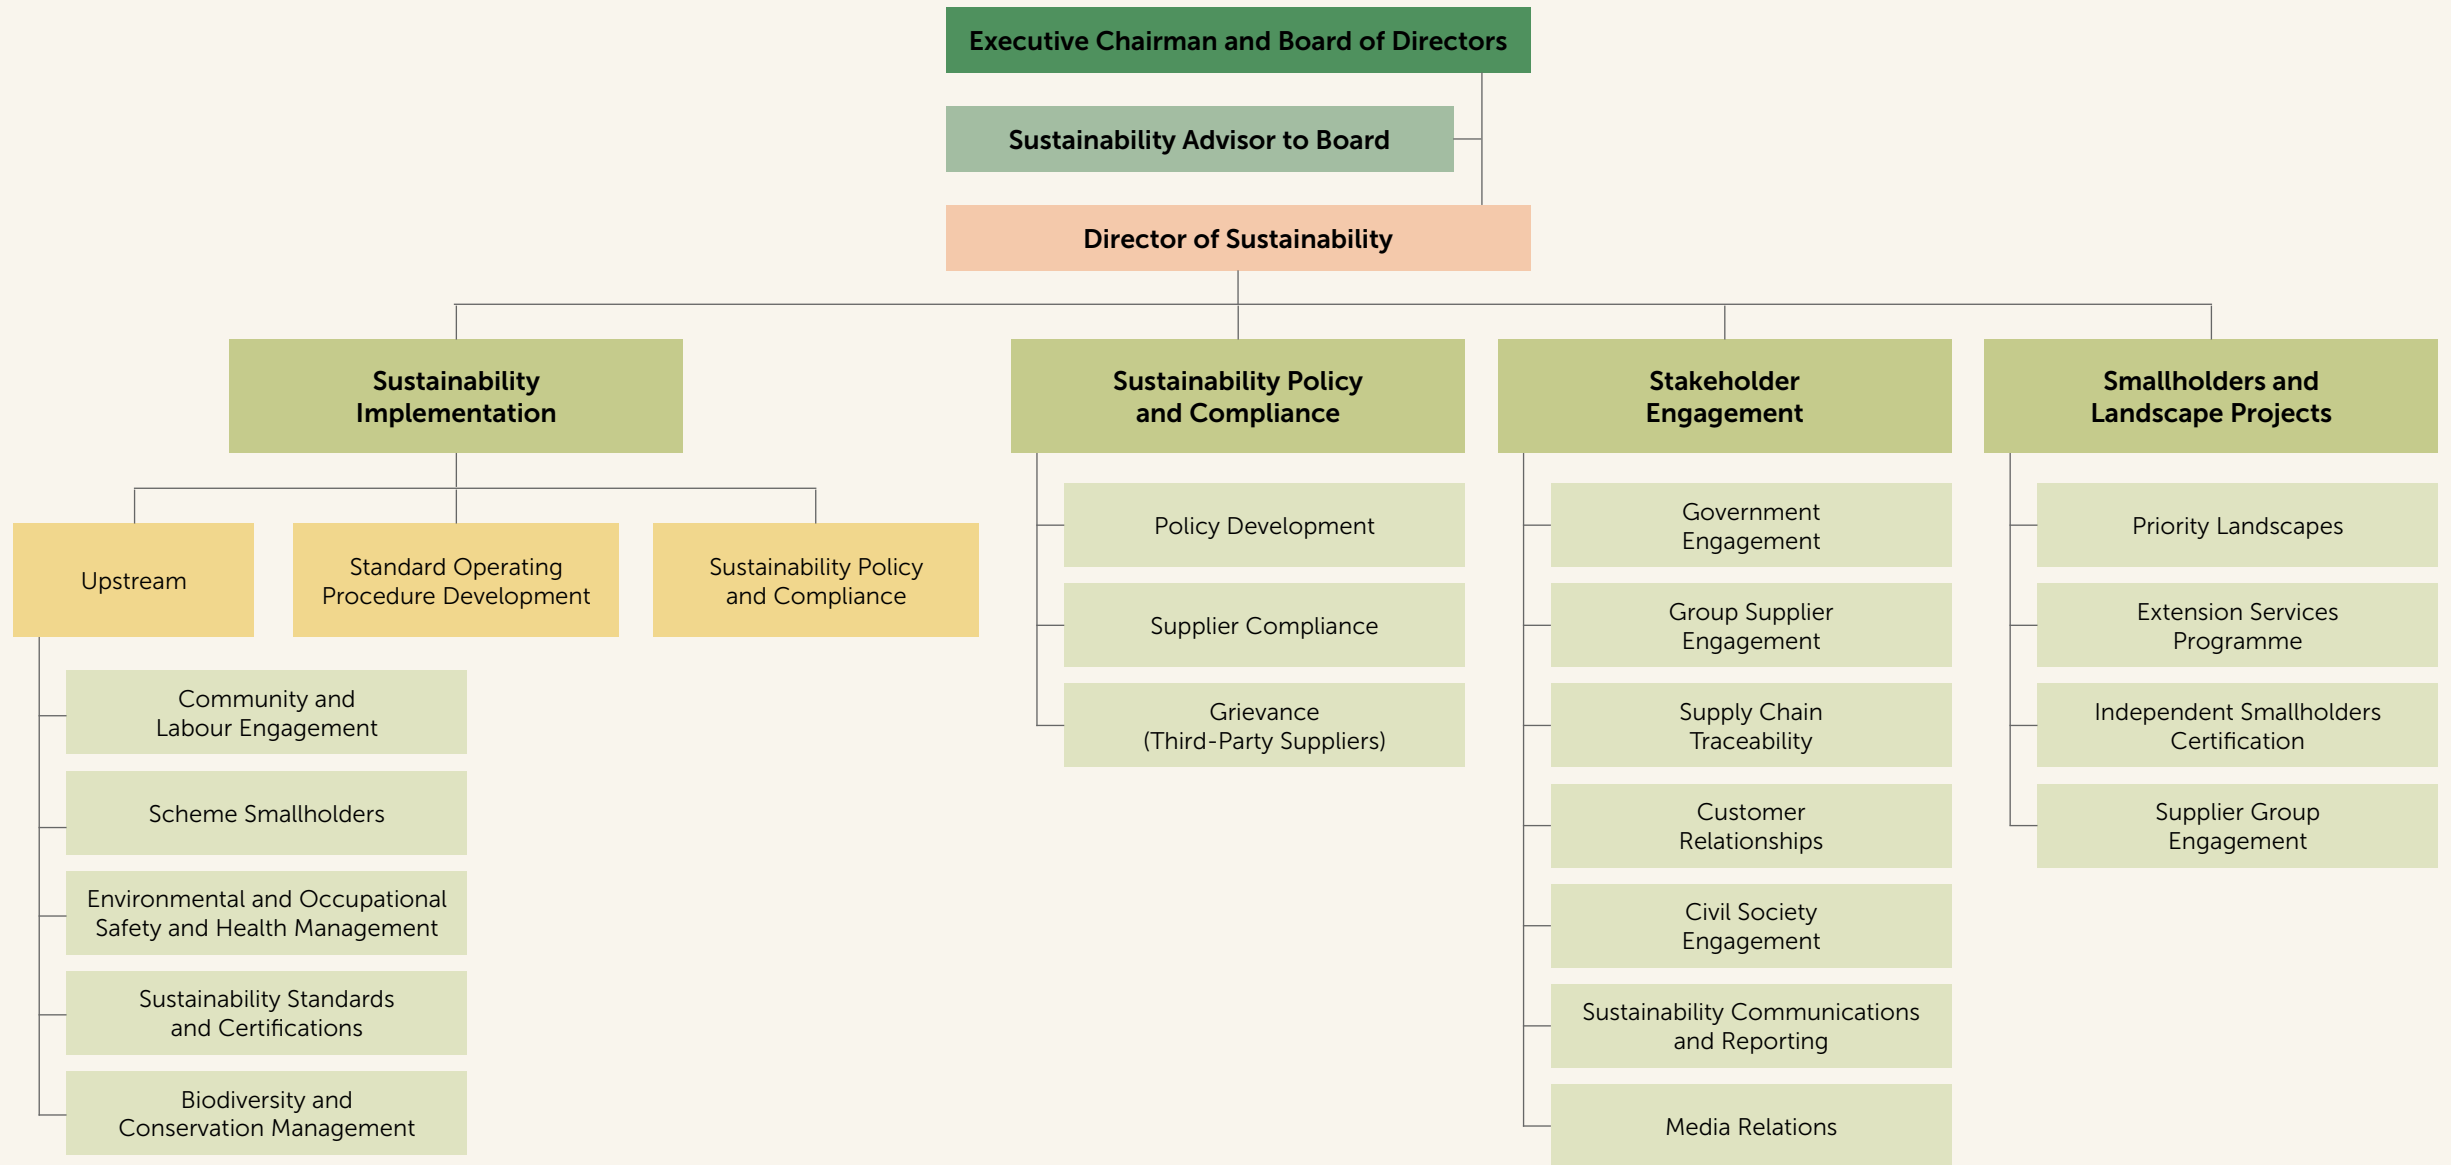 Executive Chairman and Board of Directors
Sustainability Advisor to Board
Director of Sustainability
Sustainability
Implementation
Upstream
Community and
Labour Engagement
Scheme Smallholders
Environmental and Occupational
Safety and Health Management
Sustainability Standards
and Certifications
Biodiversity and
Conservation Management
Standard Operating
Procedure Development
Sustainability Policy
and Compliance
Sustainability Policy
and Compliance
Policy Development
Supplier Compliance
Grievance
(Third-Party Suppliers)
Stakeholder
Engagement
Government
Engagement
Group Supplier
Engagement
Supply Chain
Traceability
Customer
Relationships
Civil Society
Engagement
Sustainability Communications
and Reporting
Media Relations
Smallholders and
Landscape Projects
Priority Landscapes
Extension Services
Programme
Independent Smallholders
Certification
Supplier Group
Engagement